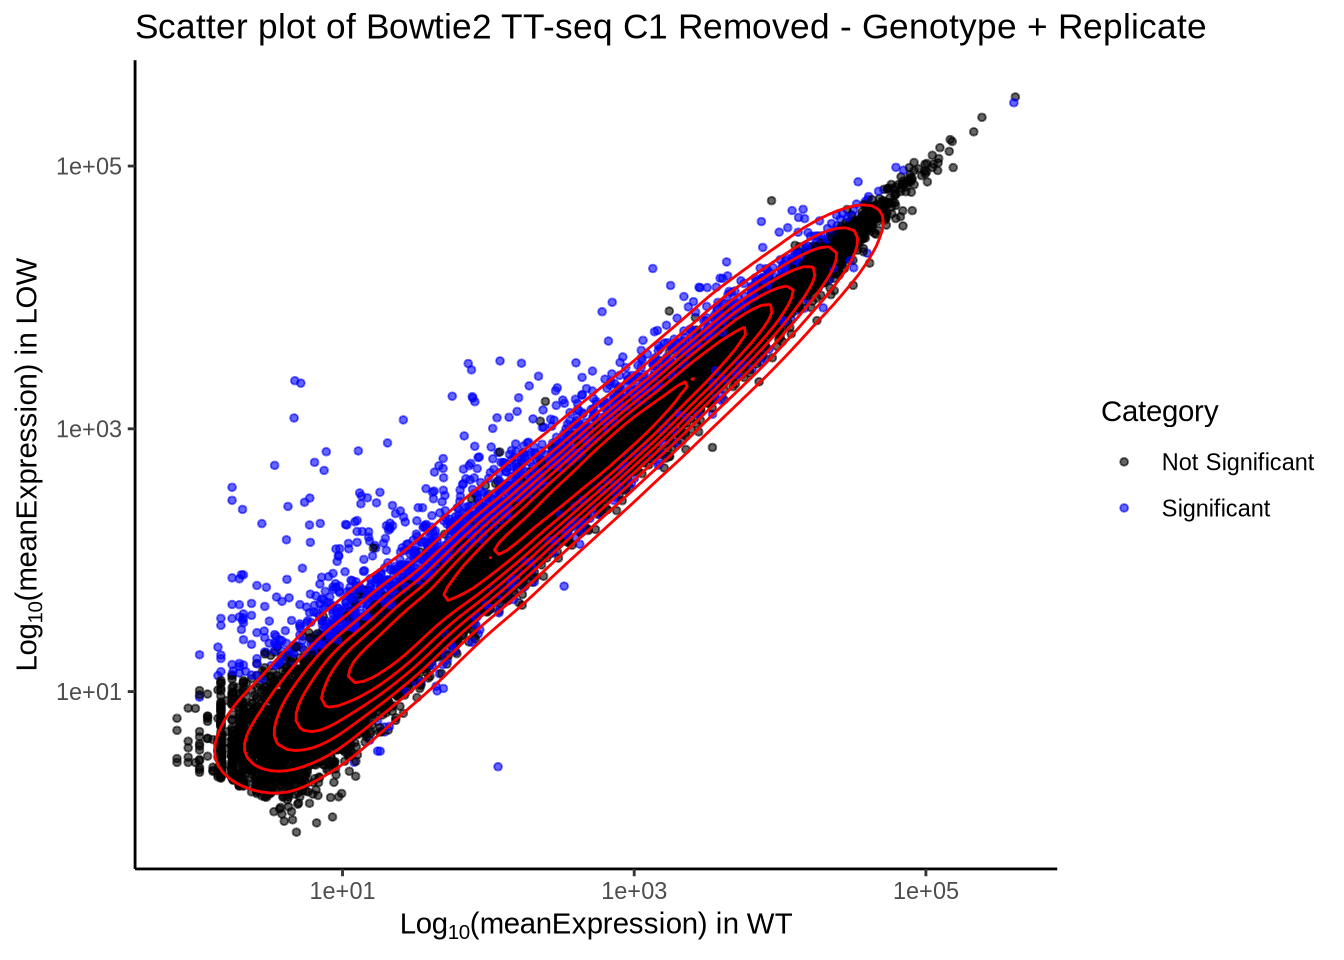 Scatter plot of Bowtie2 TT-seq C1 Removed - Genotype + Replicate
Log₁₀(meanExpression) in LOW
1e+05
1e+03
1e+01
1e+01 1e+03 1e+05
Log₁₀(meanExpression) in WT
Category
Not Significant
Significant